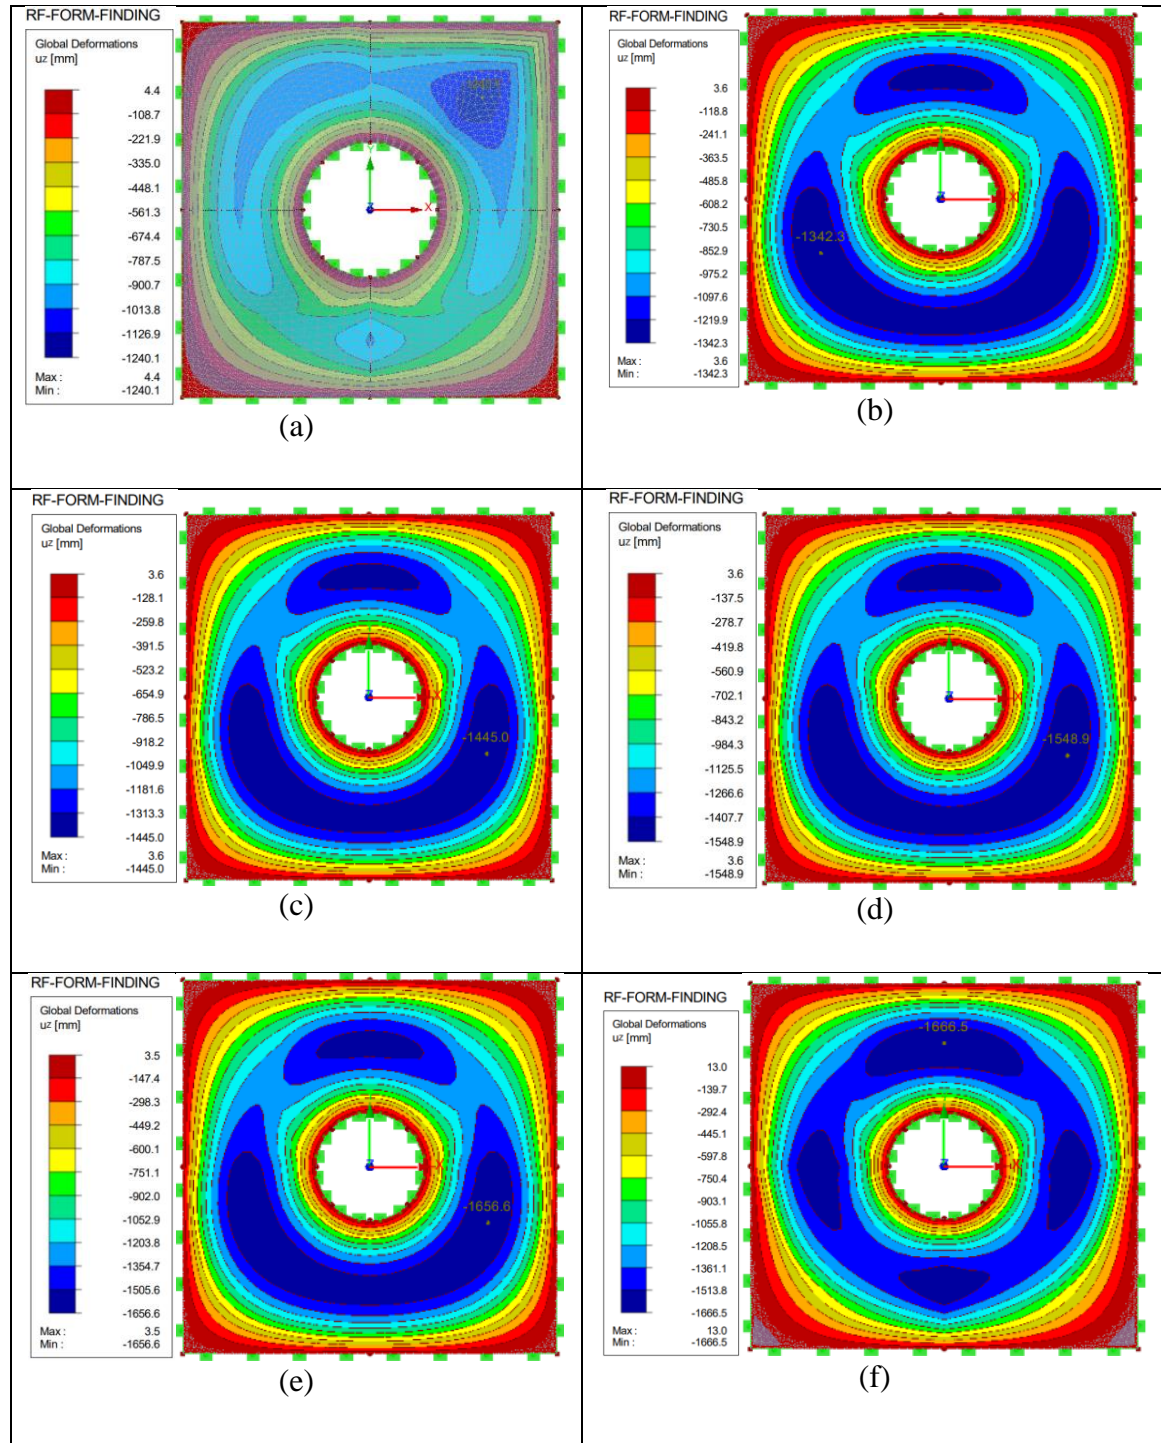 RF-FORM-FINDING
Global Deformations
uz [mm]
4.4
-108.7
-221.9
-335.0
-448.1
-561.3
-674.4
-787.5
-900.7
-1013.8
-1126.9
-1240.1
Max : 4.4
Min : -1240.1
Y
X
Z
(a)
RF-FORM-FINDING
Global Deformations
uz [mm]
3.6
-118.8
-241.1
-363.5
-485.8
-608.2
-730.5
-852.9
-975.2
-1097.6
-1219.9
-1342.3
Max : 3.6
Min : -1342.3
-1342.3
X
Z
(b)
RF-FORM-FINDING
Global Deformations
uz [mm]
3.6
-128.1
-259.8
-391.5
-523.2
-654.9
-786.5
-918.2
-1049.9
-1181.6
-1313.3
-1445.0
Max : 3.6
Min : -1445.0
-1445.0
X
Z
(c)
RF-FORM-FINDING
Global Deformations
uz [mm]
3.6
-137.5
-278.7
-419.8
-560.9
-702.1
-843.2
-984.3
-1125.5
-1266.6
-1407.7
-1548.9
Max : 3.6
Min : -1548.9
-1548.9
X
Z
(d)
RF-FORM-FINDING
Global Deformations
uz [mm]
3.5
-147.4
-298.3
-449.2
-600.1
-751.1
-902.0
-1052.9
-1203.8
-1354.7
-1505.6
-1656.6
Max : 3.5
Min : -1656.6
-1656.6
X
Z
(e)
RF-FORM-FINDING
Global Deformations
uz [mm]
13.0
-139.7
-292.4
-445.1
-597.8
-750.4
-903.1
-1055.8
-1208.5
-1361.1
-1513.8
-1666.5
Max : 13.0
Min : -1666.5
-1666.5
X
Z
(f)